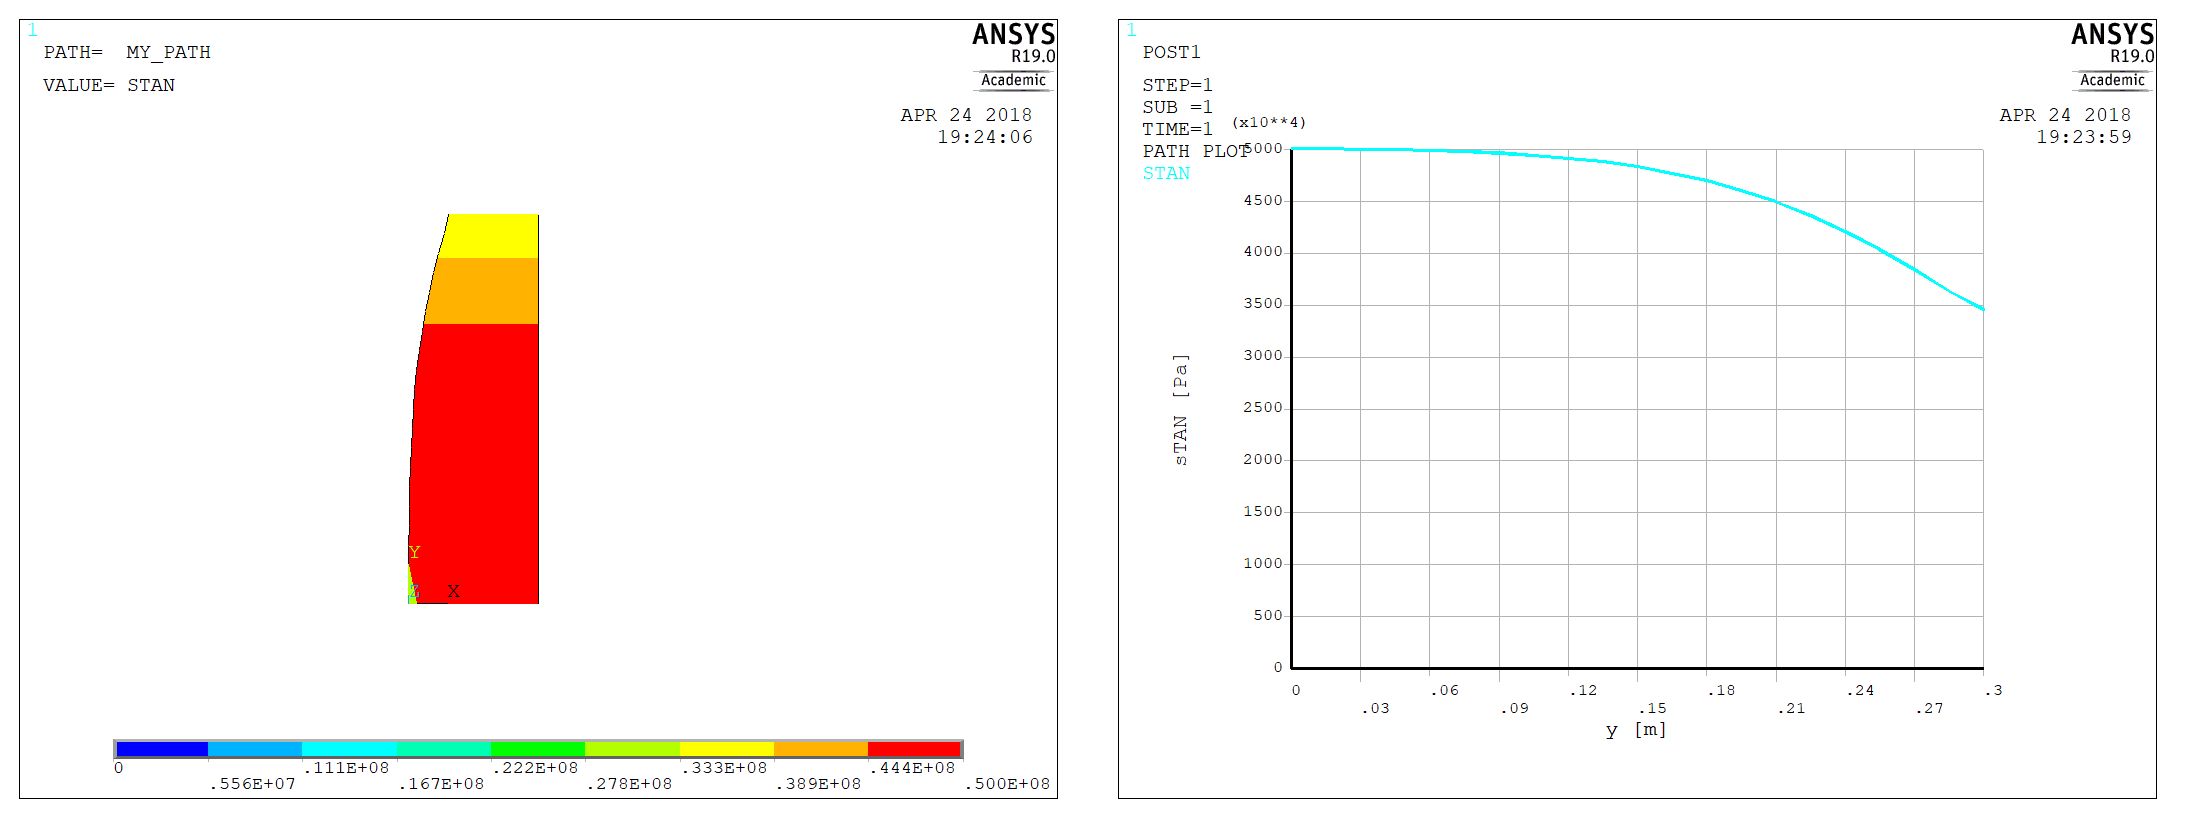 1
ANSYS
R19.0
Academic
PATH=  MY_PATH
VALUE= STAN
APR 24 2018
19:24:06
Y
Z X
0 .111E+08 .222E+08 .333E+08 .444E+08
.556E+07 .167E+08 .278E+08 .389E+08 .500E+08
1
ANSYS
R19.0
Academic
POST1
STEP=1
SUB =1
TIME=1
PATH PLOT
STAN
APR 24 2018
19:23:59
(x10**4)
5000
4500
4000
3500
3000
2500
2000
1500
1000
500
0
sTAN [Pa]
0 .06 .12 .18 .24 .3
.03 .09 .15 .21 .27
y [m]